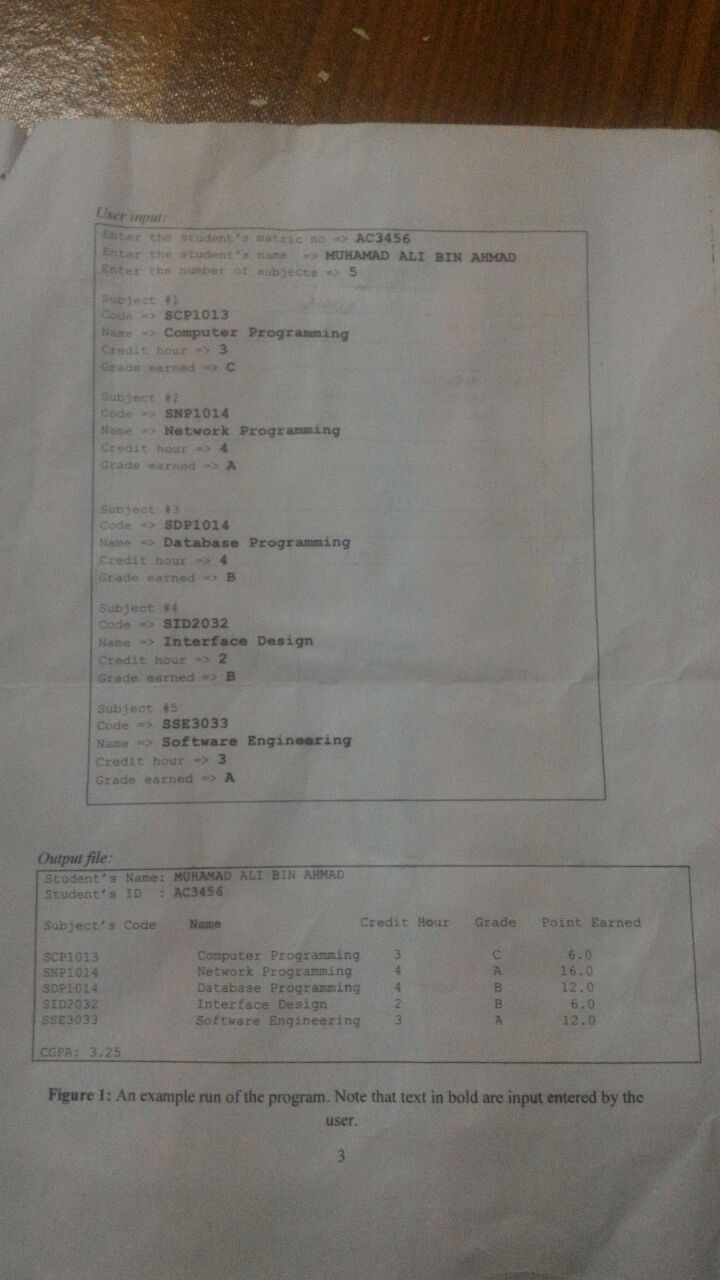 User input:
Enter the student's matric no => AC3456
Enter the student's name => MUHAMAD ALI BIN AHMAD
Enter the number of subjects => 5
Subject #1
Code => SCP1013
Name => Computer Programming
Credit hour => 3
Grade earned => C
Subject #2
Code => SNP1014
Name => Network Programming
Credit hour => 4
Grade earned => A
Subject #3
Code => SDP1014
Name => Database Programming
Credit hour => 4
Grade earned => B
Subject #4
Code => SID2032
Name => Interface Design
Credit hour => 2
Grade earned => B
Subject #5
Code => SSE3033
Name => Software Engineering
Credit hour => 3
Grade earned => A
Output file:
Student's Name: MUHAMAD ALI BIN AHMAD
Student's ID : AC3456
Subject's Code Name Credit Hour Grade Point Earned
SCP1013 Computer Programming 3 C 6.0
SNP1014 Network Programming 4 A 16.0
SDP1014 Database Programming 4 B 12.0
SID2032 Interface Design 2 B 6.0
SSE3033 Software Engineering 3 A 12.0
CGPA: 3.25
Figure 1: An example run of the program. Note that text in bold are input entered by the
user.
3